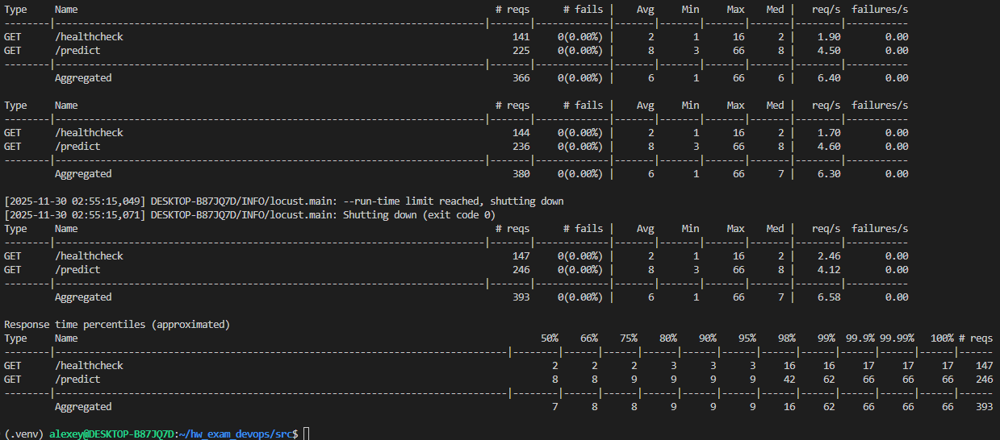 Type     Name                                                                          # reqs      # fails |    Avg     Min     Max    Med |   req/s  failures/s
--------|----------------------------------------------------------------------------|-------|-------------|-------|-------|-------|-------|--------|-----------
GET      /healthcheck                                                                     141     0(0.00%) |      2       1      16      2 |    1.90        0.00
GET      /predict                                                                         225     0(0.00%) |      8       3      66      8 |    4.50        0.00
--------|----------------------------------------------------------------------------|-------|-------------|-------|-------|-------|-------|--------|-----------
         Aggregated                                                                       366     0(0.00%) |      6       1      66      6 |    6.40        0.00
Type     Name                                                                          # reqs      # fails |    Avg     Min     Max    Med |   req/s  failures/s
--------|----------------------------------------------------------------------------|-------|-------------|-------|-------|-------|-------|--------|-----------
GET      /healthcheck                                                                     144     0(0.00%) |      2       1      16      2 |    1.70        0.00
GET      /predict                                                                         236     0(0.00%) |      8       3      66      8 |    4.60        0.00
--------|----------------------------------------------------------------------------|-------|-------------|-------|-------|-------|-------|--------|-----------
         Aggregated                                                                       380     0(0.00%) |      6       1      66      7 |    6.30        0.00
[2025-11-30 02:55:15,049] DESKTOP-B87JQ7D/INFO/locust.main: --run-time limit reached, shutting down
[2025-11-30 02:55:15,071] DESKTOP-B87JQ7D/INFO/locust.main: Shutting down (exit code 0)
Type     Name                                                                          # reqs      # fails |    Avg     Min     Max    Med |   req/s  failures/s
--------|----------------------------------------------------------------------------|-------|-------------|-------|-------|-------|-------|--------|-----------
GET      /healthcheck                                                                     147     0(0.00%) |      2       1      16      2 |    2.46        0.00
GET      /predict                                                                         246     0(0.00%) |      8       3      66      8 |    4.12        0.00
--------|----------------------------------------------------------------------------|-------|-------------|-------|-------|-------|-------|--------|-----------
         Aggregated                                                                       393     0(0.00%) |      6       1      66      7 |    6.58        0.00
Response time percentiles (approximated)
Type     Name                                                                                  50%    66%    75%    80%    90%    95%    98%    99%  99.9% 99.99%   100% # reqs
--------|--------------------------------------------------------------------------------|--------|------|------|------|------|------|------|------|------|------|------|------
GET      /healthcheck                                                                            2      2      2      3      3      3     16     16     17     17     17    147
GET      /predict                                                                                8      8      9      9      9      9     42     62     66     66     66    246
--------|--------------------------------------------------------------------------------|--------|------|------|------|------|------|------|------|------|------|------|------
         Aggregated                                                                              7      8      8      9      9      9     16     62     66     66     66    393
(.venv) alexey@DESKTOP-B87JQ7D:~/hw_exam_devops/src$